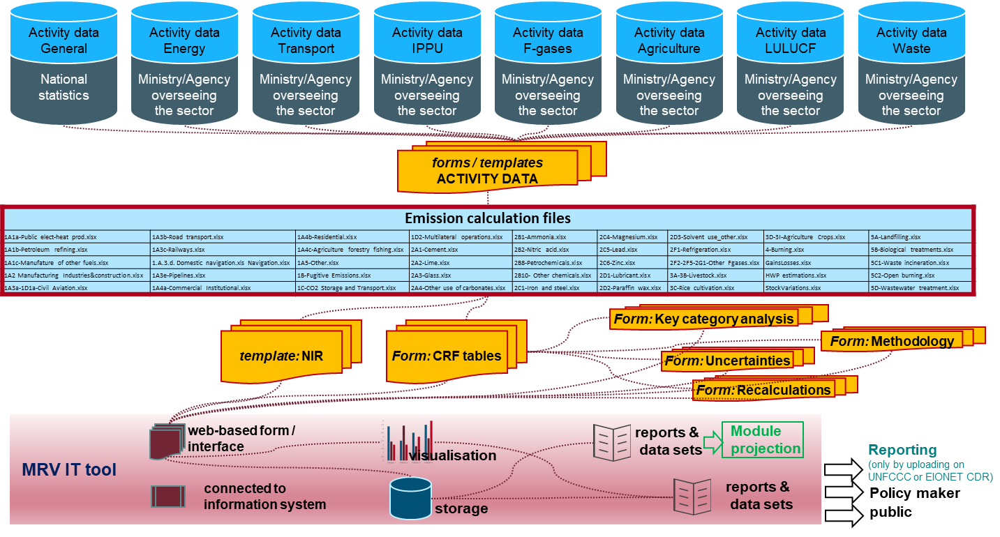 Activity data
General
National
statistics
Activity data
Energy
Ministry/Agency
overseeing
the sector
Activity data
Transport
Ministry/Agency
overseeing
the sector
Activity data
IPPU
Ministry/Agency
overseeing
the sector
Activity data
F-gases
Ministry/Agency
overseeing
the sector
Activity data
Agriculture
Ministry/Agency
overseeing
the sector
Activity data
LULUCF
Ministry/Agency
overseeing
the sector
Activity data
Waste
Ministry/Agency
overseeing
the sector
forms / templates
ACTIVITY DATA
Emission calculation files
1A1a-Public elect-heat prod.xlsx
1A3b-Road transport.xlsx
1A4b-Residential.xlsx
1D2-Multilateral operations.xlsx
2B1-Ammonia.xlsx
2C4-Magnesium.xlsx
2D3-Solvent use_other.xlsx
3D-3I-Agriculture Crops.xlsx
5A-Landfilling.xlsx
1A1b-Petroleum refining.xlsx
1A3c-Railways.xlsx
1A4c-Agriculture forestry fishing.xlsx
2A1-Cement.xlsx
2B2-Nitric acid.xlsx
2C5-Lead.xlsx
2F1-Refrigeration.xlsx
4-Burning.xlsx
5B-Biological treatments.xlsx
1A1c-Manufature of other fuels.xlsx
1.A.3.d. Domestic navigation.xls Navigation.xlsx
1A5-Other.xlsx
2A2-Lime.xlsx
2B8-Petrochemicals.xlsx
2C6-Zinc.xlsx
2F2-2F5-2G1-Other Fgases.xlsx
GainsLosses.xlsx
5C1-Waste incineration.xlsx
1A2 Manufacturing Industries&construction.xlsx
1A3e-Pipelines.xlsx
1B-Fugitive Emissions.xlsx
2A3-Glass.xlsx
2B10- Other chemicals.xlsx
2D1-Lubricant.xlsx
3A-3B-Livestock.xlsx
HWP estimations.xlsx
5C2-Open burning.xlsx
1A3a-1D1a-Civil Aviation.xlsx
1A4a-Commercial Institutional.xlsx
1C-CO2 Storage and Transport.xlsx
2A4-Other use of carbonates.xlsx
2C1-Iron and steel.xlsx
2D2-Paraffin wax.xlsx
3C-Rice cultivation.xlsx
StockVariations.xlsx
5D-Wastewater treatment.xlsx
template: NIR
Form: CRF tables
Form: Key category analysis
Form: Methodology
Form: Uncertainties
Form: Recalculations
MRV IT tool
web-based form /
interface
connected to
information system
visualisation
storage
reports &
data sets
Module
projection
reports &
data sets
Reporting
(only by uploading on
UNFCCC or EIONET CDR)
Policy maker
public